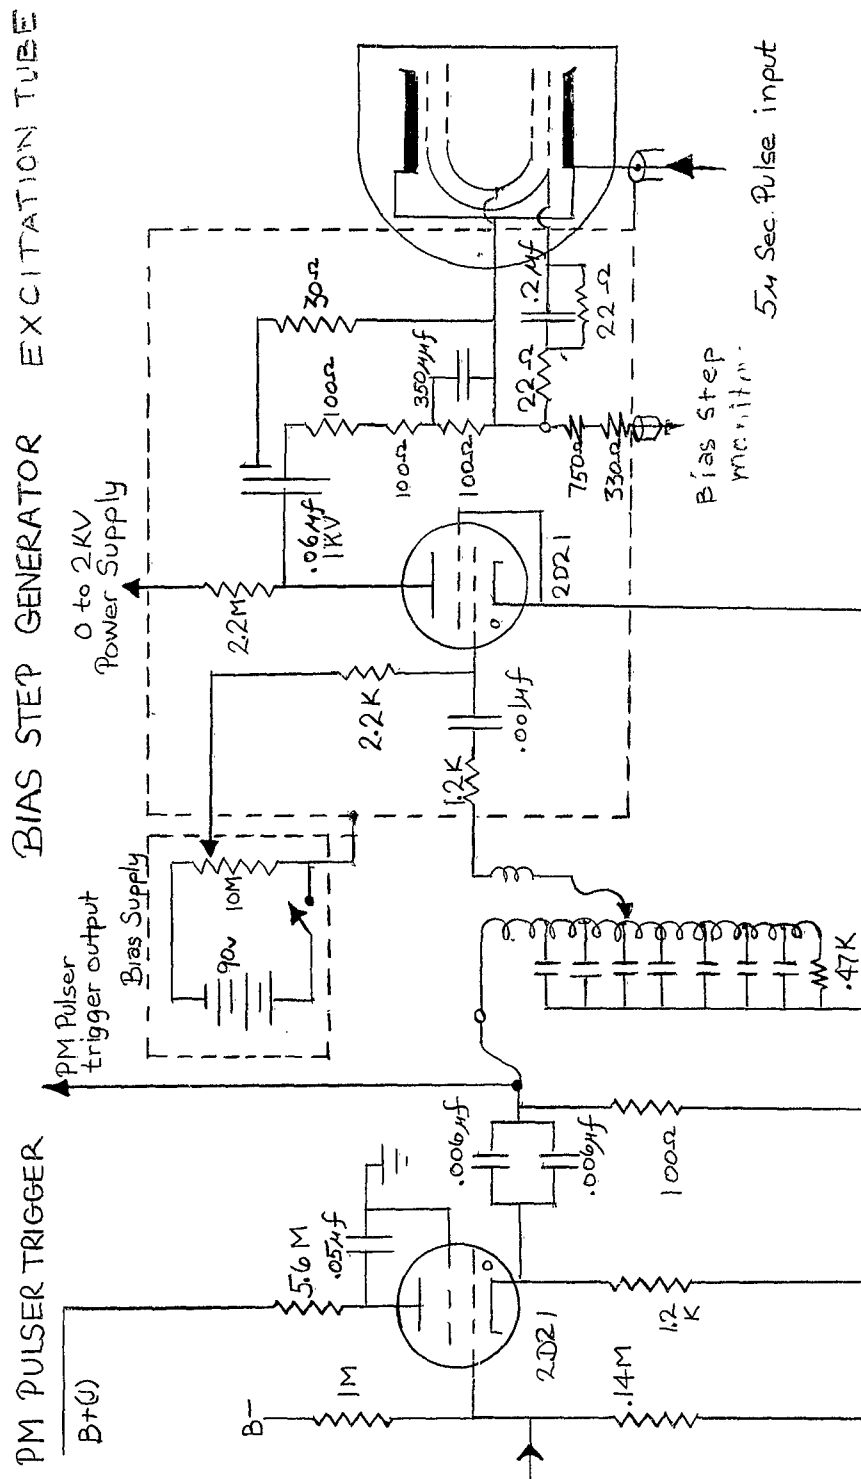 PM PULSER TRIGGER
BIAS STEP GENERATOR
EXCITATION TUBE
B+(J)
B-
1M
5.6M
.05µf
2D21
.14M
1.2
K
.006µf
.006µf
100Ω
PM Pulser
trigger output
Bias Supply
90v
10M
.47K
0 to 2KV
Power Supply
2.2M
2.2K
1.2K
.001µf
2D21
.06µf
1KV
100Ω
30Ω
100Ω
350µµf
100Ω
22Ω
.2µf
22Ω
750Ω
330Ω
Bias Step
5µ Sec. Pulse input